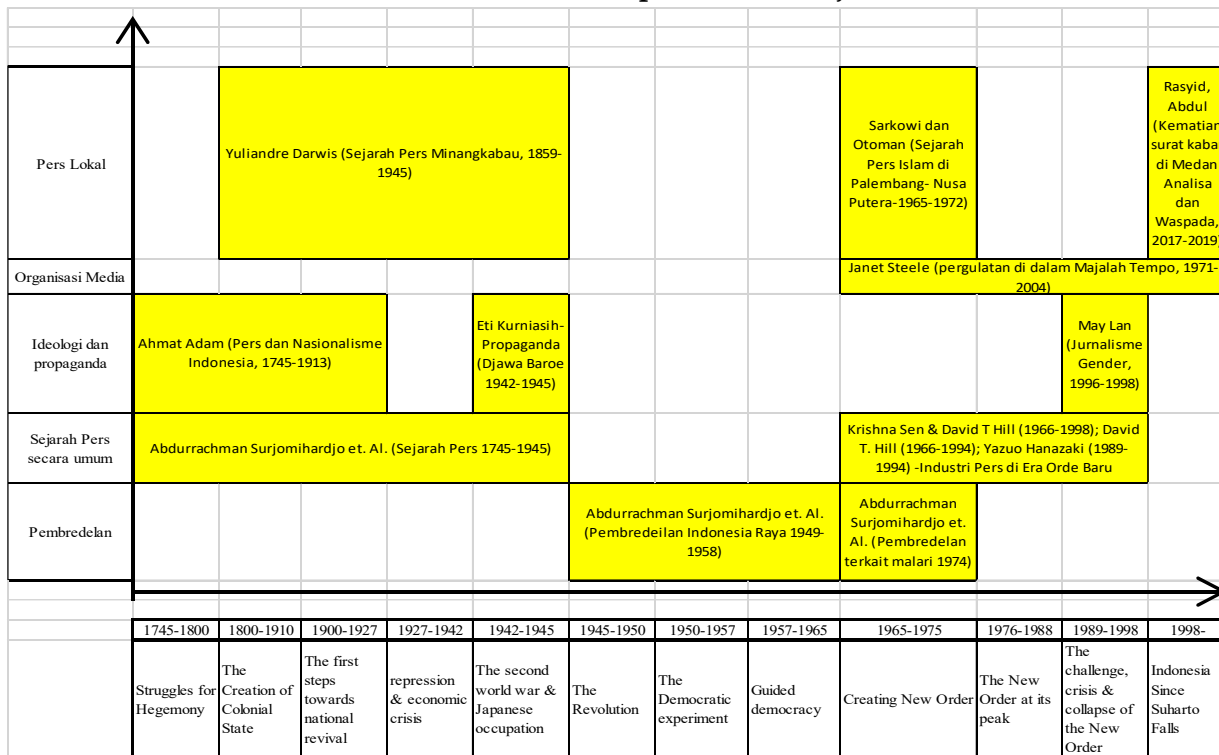 Pers Lokal
Yuliandre Darwis (Sejarah Pers Minangkabau, 1859-
1945)
Sarkowi dan
Otoman (Sejarah
Pers Islam di
Palembang- Nusa
Putera-1965-1972)
Rasyid,
Abdul
(Kematian
surat kaba
di Medan
Analisa
dan
Waspada,
2017-2019)
Organisasi Media
Janet Steele (pergulatan di dalam Majalah Tempo, 1971-
2004)
Ideologi dan
propaganda
Ahmat Adam (Pers dan Nasionalisme
Indonesia, 1745-1913)
Eti Kurniasih-
Propaganda
(Djawa Baroe
1942-1945)
May Lan
(Jurnalisme
Gender,
1996-1998)
Sejarah Pers
secara umum
Abdurrachman Surjomihardjo et. Al. (Sejarah Pers 1745-1945)
Krishna Sen & David T Hill (1966-1998); David
T. Hill (1966-1994); Yazuo Hanazaki (1989-
1994) -Industri Pers di Era Orde Baru
Pembredelan
Abdurrachman Surjomihardjo et. Al.
(Pembredeilan Indonesia Raya 1949-
1958)
Abdurrachman
Surjomihardjo et.
Al. (Pembredelan
terkait malari 1974)
1745-1800 1800-1910 1900-1927 1927-1942 1942-1945 1945-1950 1950-1957 1957-1965 1965-1975 1976-1988 1989-1998 1998-
Struggles for
Hegemony
The
Creation of
Colonial
State
The first
steps
towards
national
revival
repression
& economic
crisis
The second
world war &
Japanese
occupation
The
Revolution
The
Democratic
experiment
Guided
democracy
Creating New Order
The New
Order at its
peak
The
challenge,
crisis &
collapse of
the New
Order
Indonesia
Since
Suharto
Falls